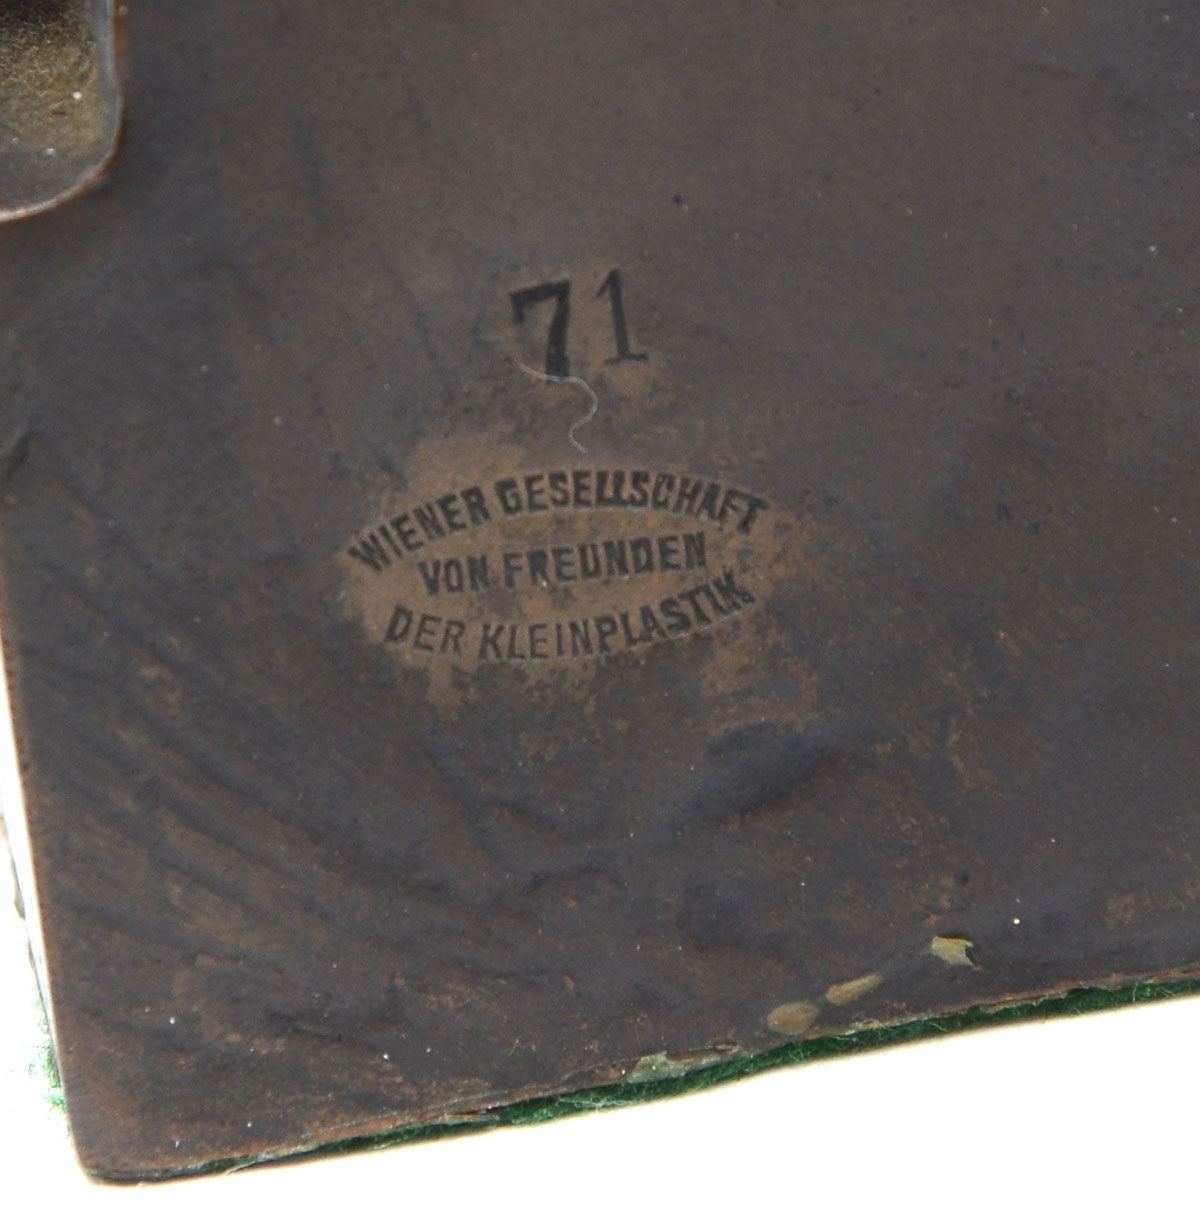 71
WIENER GESELLSCHAFT
VON FREUNDEN
DER KLEINPLASTIK